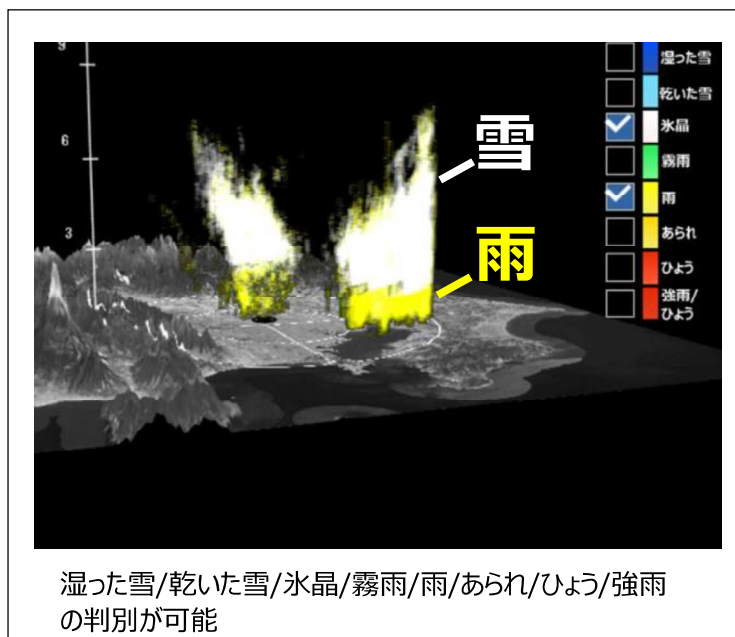 9
6
3
湿った雪
乾いた雪
氷晶
霧雨
雨
あられ
ひょう
強雨/
ひょう
雪
雨
湿った雪/乾いた雪/氷晶/霧雨/雨/あられ/ひょう/強雨
の判別が可能